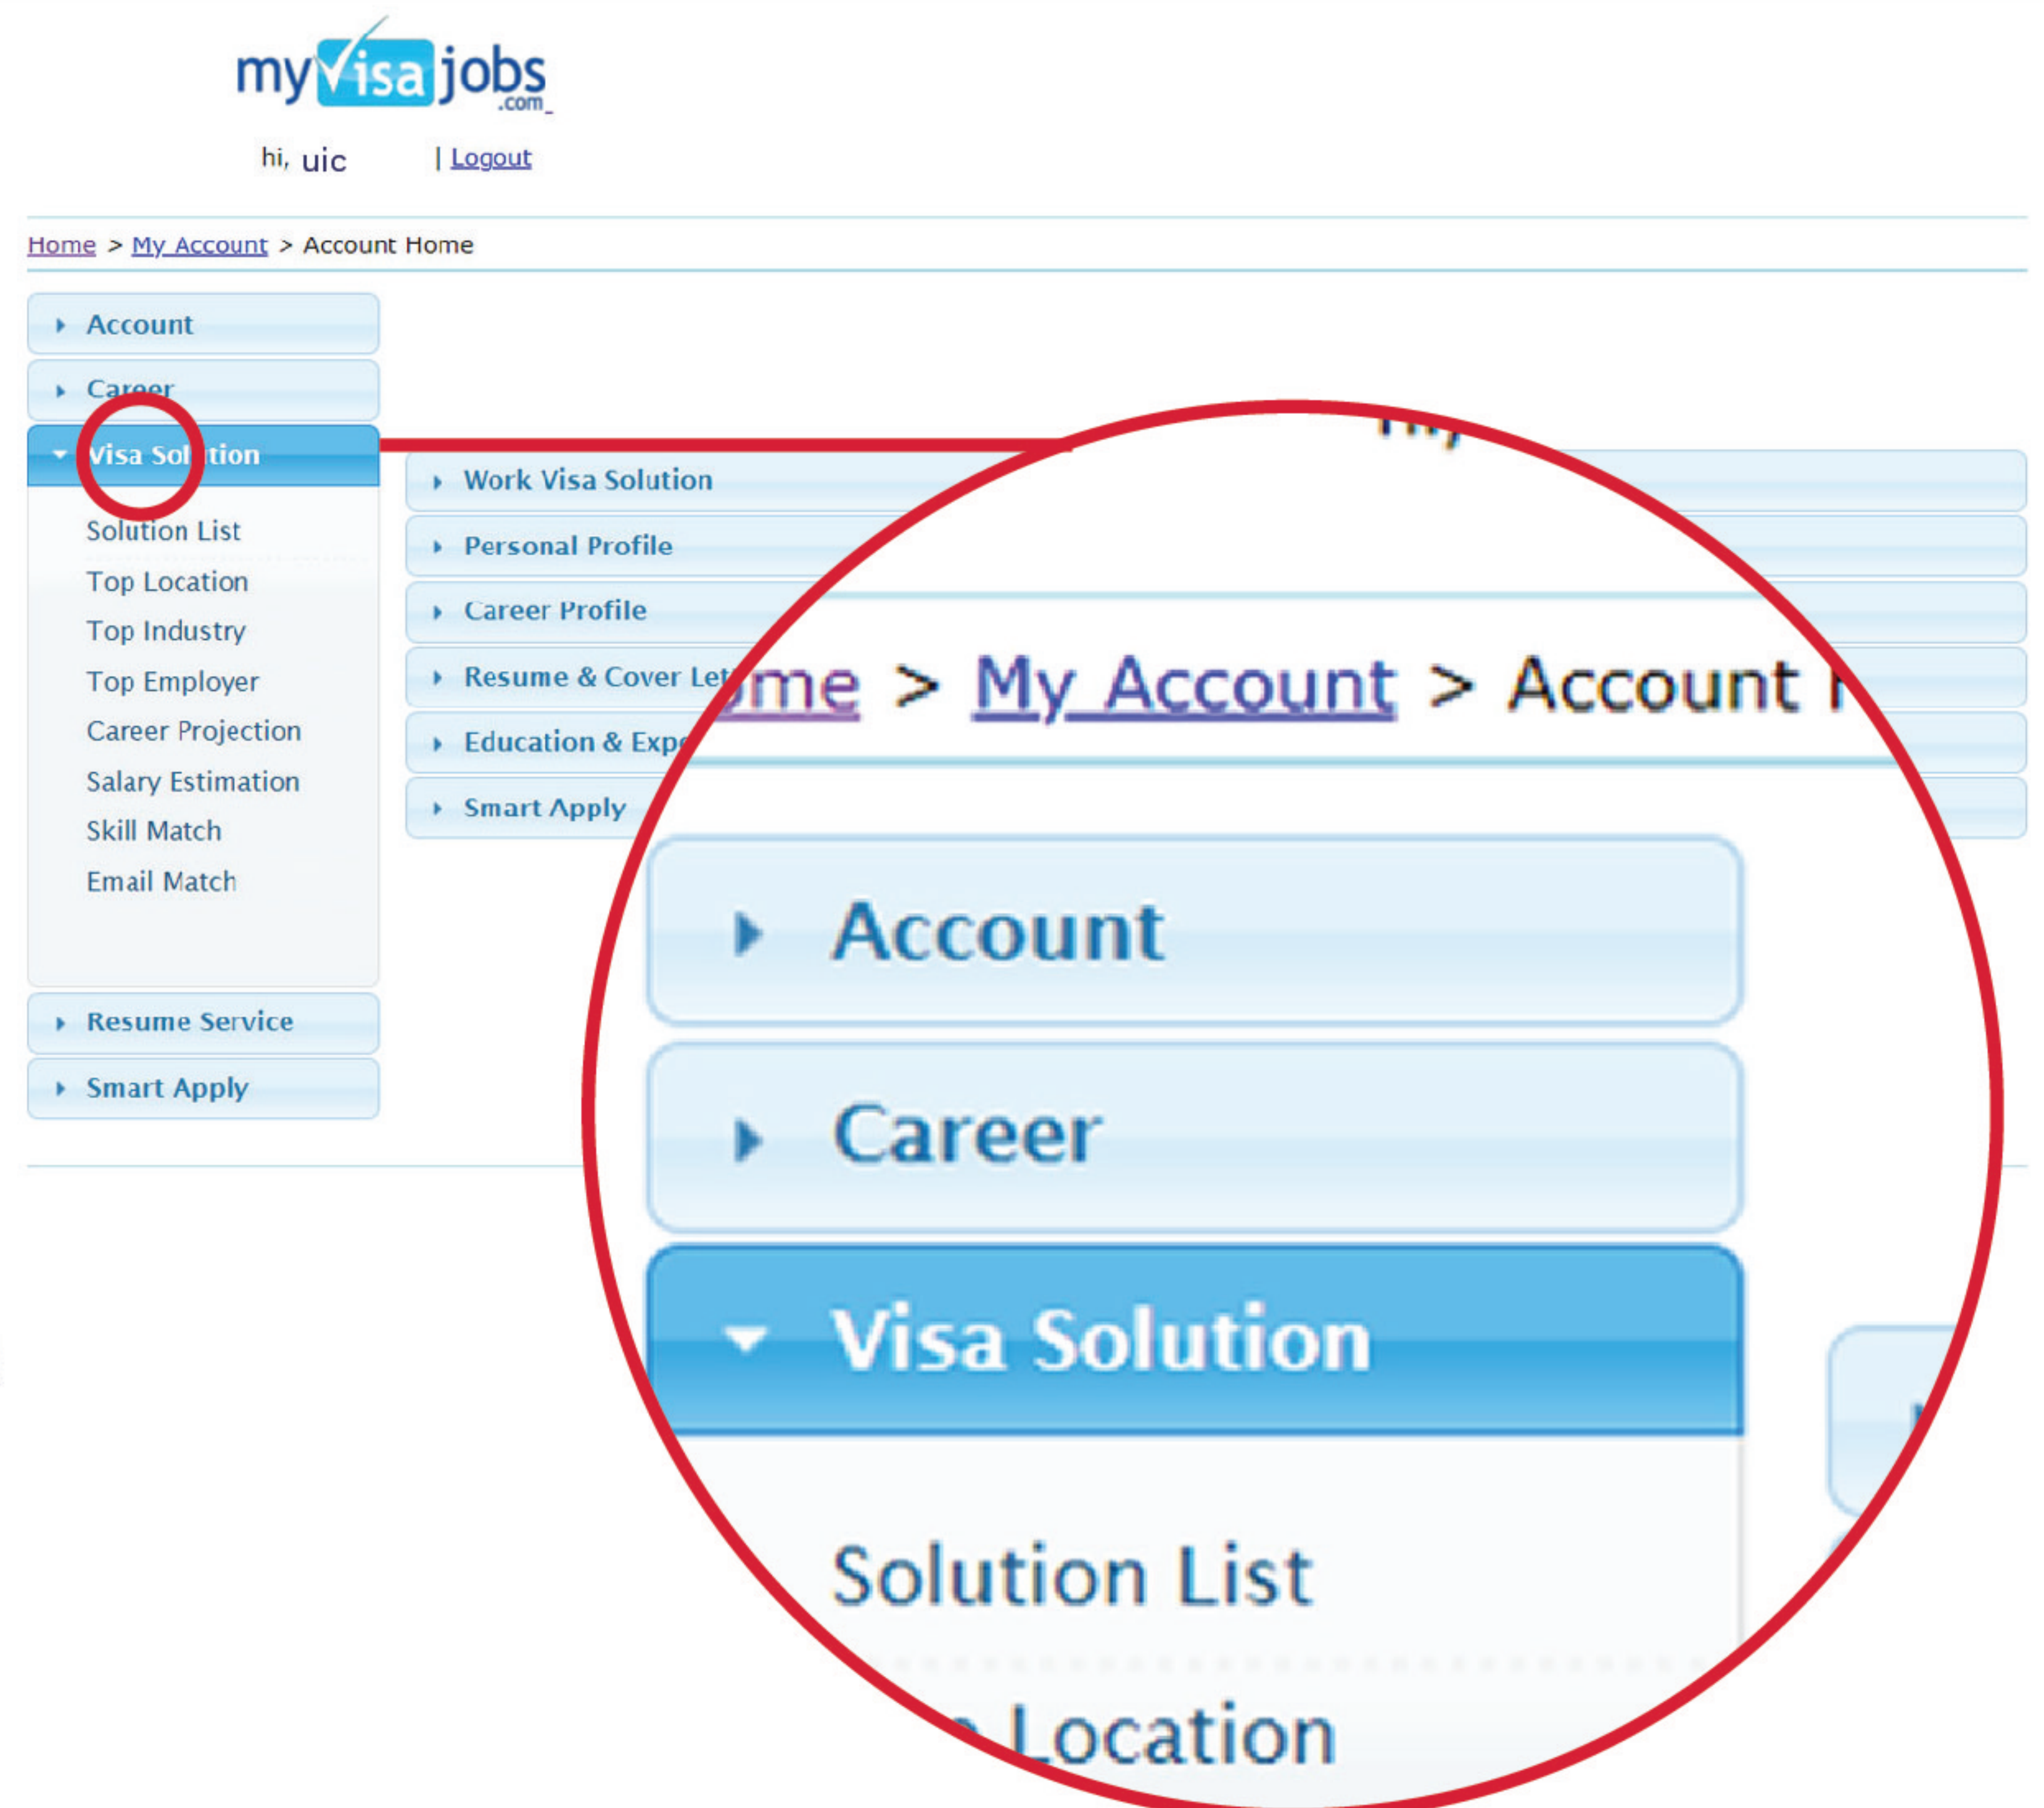 myVisajobs
.com
hi, uic | Logout
Home > My Account > Account Home
Account
Career
Visa Solution
Solution List
Top Location
Top Industry
Top Employer
Career Projection
Salary Estimation
Skill Match
Email Match
Resume Service
Smart Apply
Work Visa Solution
Personal Profile
Career Profile
Resume & Cover Let
Education & Expe
Smart Apply
ome > My Account > Account H
Account
Career
Visa Solution
Solution List
Location